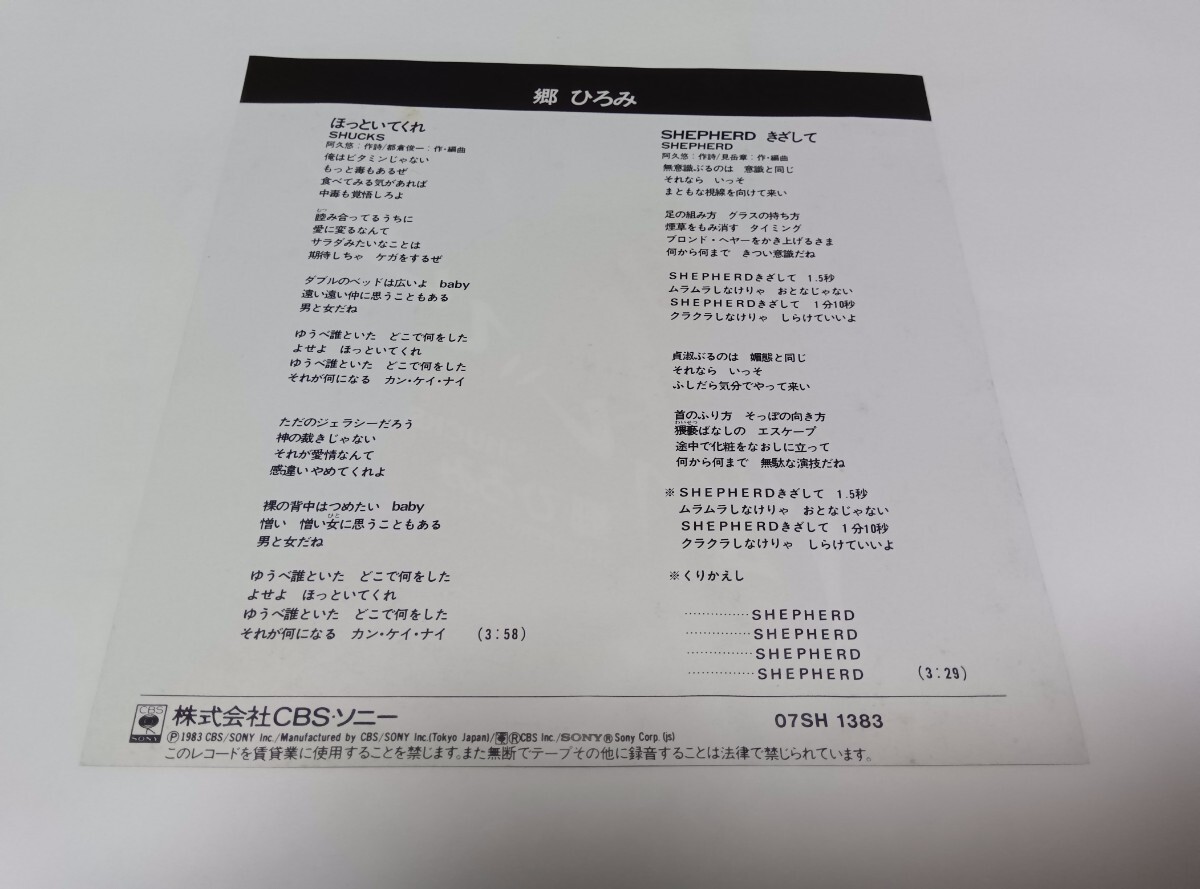 郷 ひろみ
ほっといてくれ
SHUCKS
阿久悠:作詩/都倉俊一:作・編曲
俺はビタミンじゃない
もっと毒もあるぜ
食べてみる気があれば
中毒も覚悟しろよ
睦み合ってるうちに
愛に変るなんて
サラダみたいなことは
期待しちゃ ケガをするぜ
ダブルのベッドは広いよ baby
遠い遠い仲に思うこともある
男と女だね
ゆうべ誰といた どこで何をした
よせよ ほっといてくれ
ゆうべ誰といた どこで何をした
それが何になる カン・ケイ・ナイ
ただのジェラシーだろう
神の裁きじゃない
それが愛情なんて
感違いやめてくれよ
裸の背中はつめたい baby
憎い 憎い女に思うこともある
男と女だね
ゆうべ誰といた どこで何をした
よせよ ほっといてくれ
ゆうべ誰といた どこで何をした
それが何になる カン・ケイ・ナイ (3:58)
SHEPHERD きざして
SHEPHERD
阿久悠:作詩/見岳章:作・編曲
無意識ぶるのは 意識と同じ
それなら いっそ
まともな視線を向けて来い
足の組み方 グラスの持ち方
煙草をもみ消す タイミング
ブロンド・ヘヤーをかき上げるさま
何から何まで きつい意識だね
SHEPHERDきざして 1.5秒
ムラムラしなけりゃ おとなじゃない
SHEPHERDきざして 1分10秒
クラクラしなけりゃ しらけていいよ
貞淑ぶるのは 媚態と同じ
それなら いっそ
ふしだら気分でやって来い
首のふり方 そっぽの向き方
猥褻ばなしの エスケープ
途中で化粧をなおしに立って
何から何まで 無駄な演技だね
※SHEPHERDきざして 1.5秒
ムラムラしなけりゃ おとなじゃない
SHEPHERDきざして 1分10秒
クラクラしなけりゃ しらけていいよ
※くりかえし
……………SHEPHERD
……………SHEPHERD
……………SHEPHERD
……………SHEPHERD (3:29)
CBS SONY 株式会社CBS・ソニー 07SH 1383
Ⓟ1983 CBS/SONY Inc./Manufactured by CBS/SONY Inc.(Tokyo Japan)/®CBS Inc./SONY®Sony Corp.(js)
このレコードを賃貸業に使用することを禁じます。また無断でテープその他に録音することは法律で禁じられています。